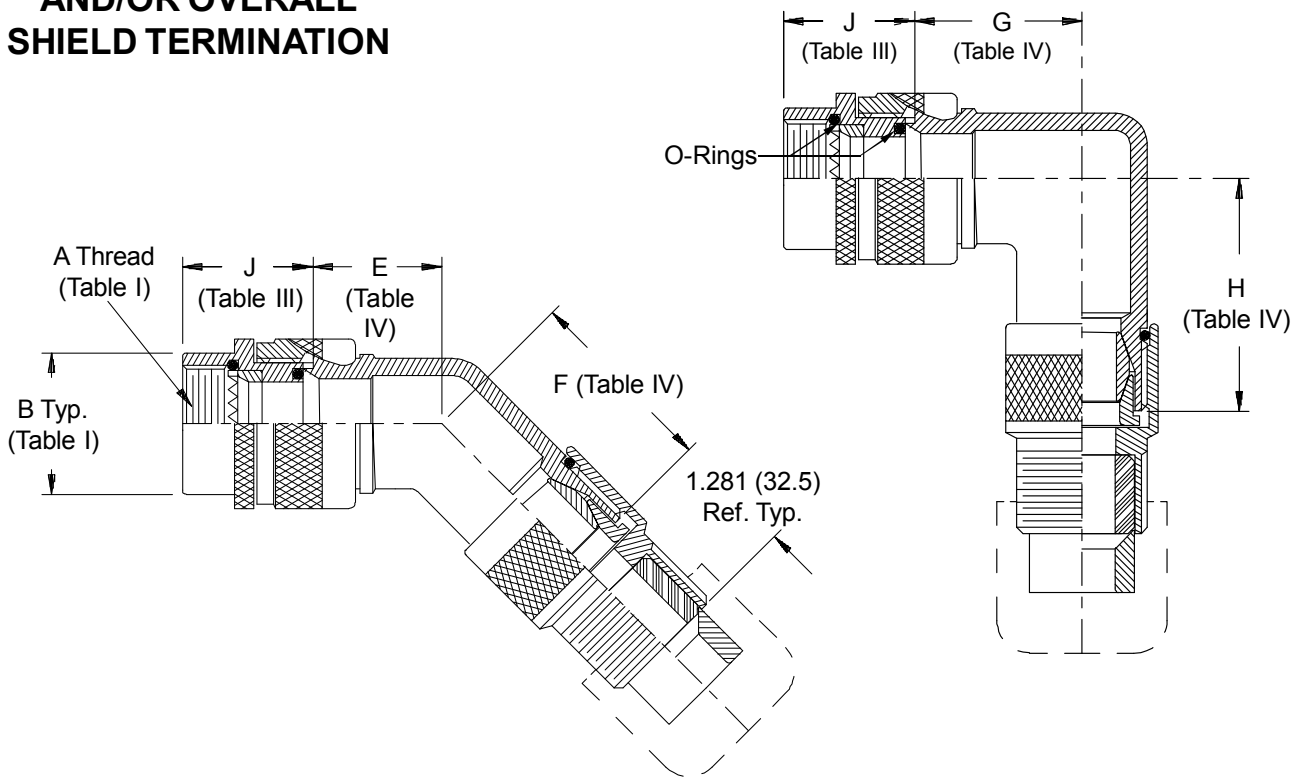 AND/OR OVERALL
SHIELD TERMINATION
J
(Table III)
G
(Table IV)
O-Rings
H
(Table IV)
A Thread
(Table I)
J
(Table III)
E
(Table
IV)
B Typ.
(Table I)
F (Table IV)
1.281 (32.5)
Ref. Typ.